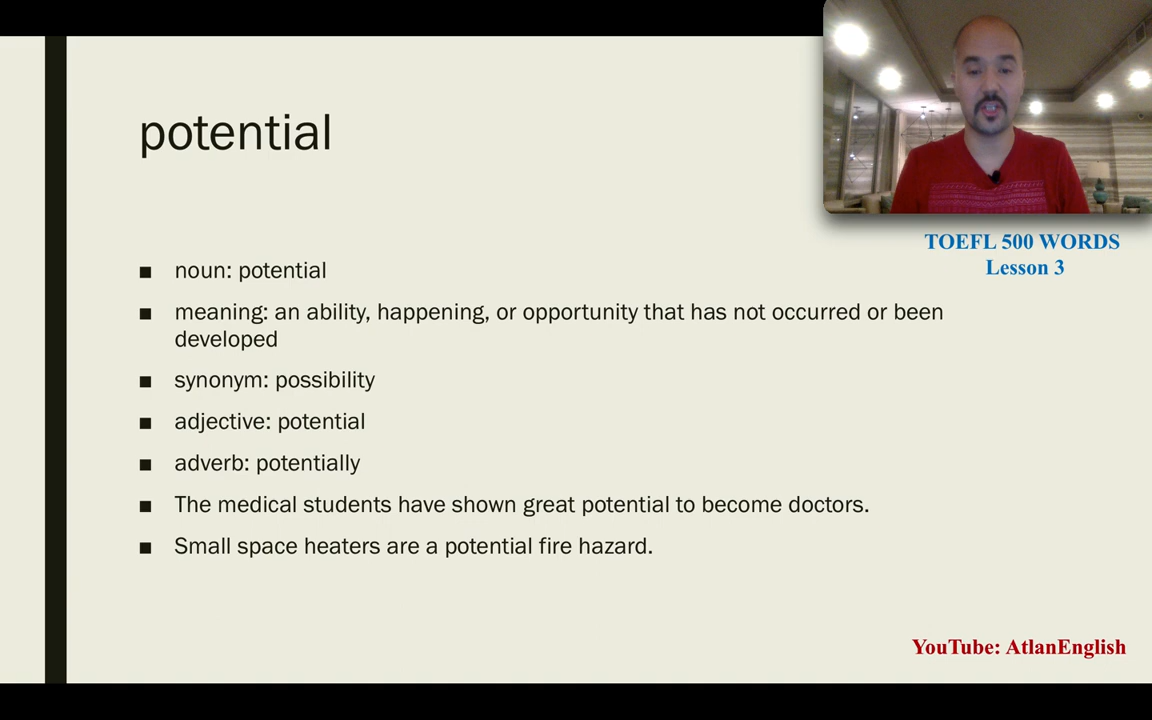 potential
TOEFL 500 WORDS
Lesson 3
■ noun: potential
■ meaning: an ability, happening, or opportunity that has not occurred or been
developed
■ synonym: possibility
■ adjective: potential
■ adverb: potentially
■ The medical students have shown great potential to become doctors.
■ Small space heaters are a potential fire hazard.
YouTube: AtlanEnglish